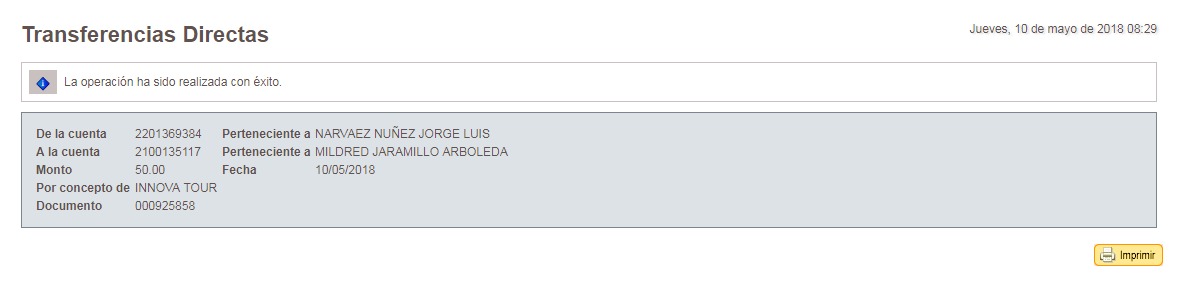 Transferencias Directas
Jueves, 10 de mayo de 2018 08:29
La operación ha sido realizada con éxito.
De la cuenta 2201369384 Perteneciente a NARVAEZ NUÑEZ JORGE LUIS
A la cuenta 2100135117 Perteneciente a MILDRED JARAMILLO ARBOLEDA
Monto 50.00 Fecha 10/05/2018
Por concepto de INNOVA TOUR
Documento 000925858
Imprimir